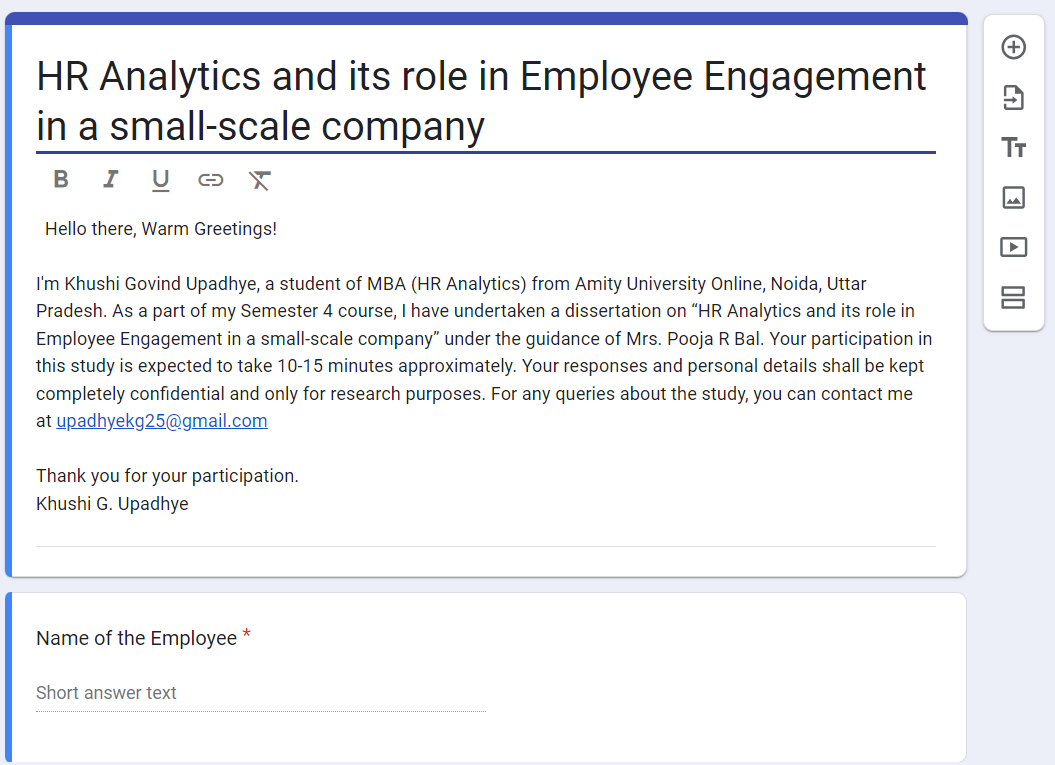 HR Analytics and its role in Employee Engagement
in a small-scale company
B I U
Hello there, Warm Greetings!
I'm Khushi Govind Upadhye, a student of MBA (HR Analytics) from Amity University Online, Noida, Uttar
Pradesh. As a part of my Semester 4 course, I have undertaken a dissertation on “HR Analytics and its role in
Employee Engagement in a small-scale company” under the guidance of Mrs. Pooja R Bal. Your participation in
this study is expected to take 10-15 minutes approximately. Your responses and personal details shall be kept
completely confidential and only for research purposes. For any queries about the study, you can contact me
at upadhyekg25@gmail.com
Thank you for your participation.
Khushi G. Upadhye
Name of the Employee *
Short answer text
Tт